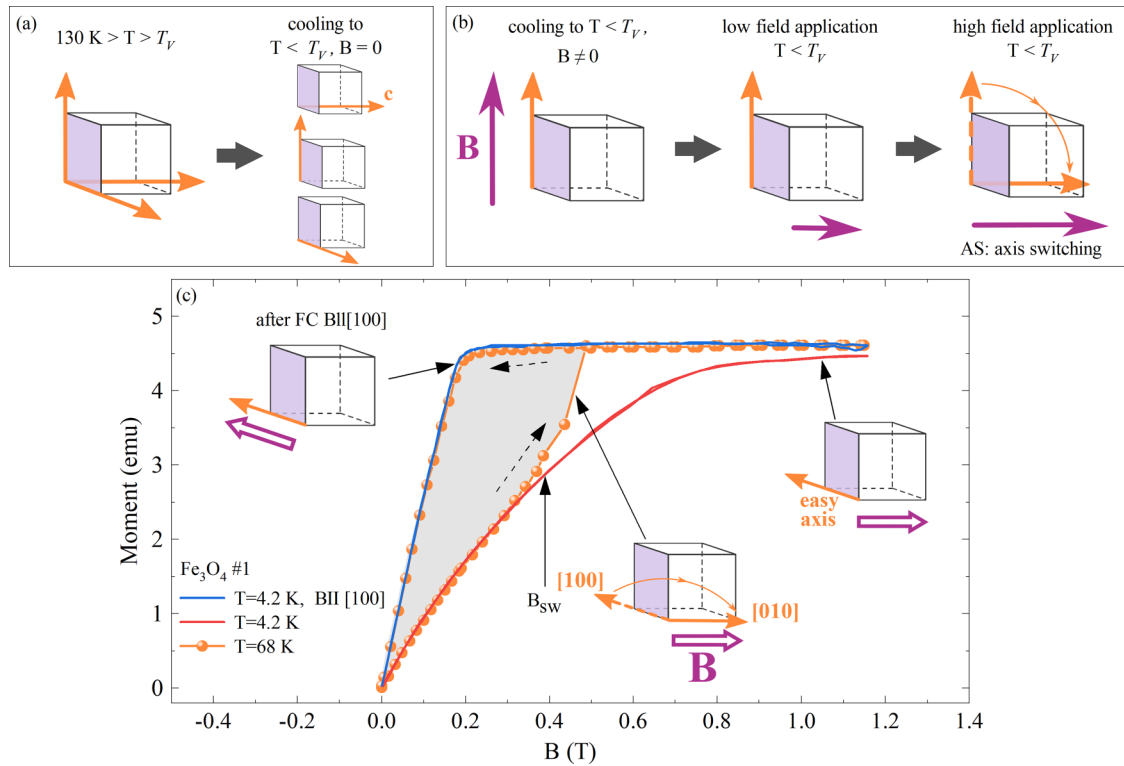 (a)
130 K > T > T_V
cooling to
T < T_V, B = 0
c
(b)
cooling to T < T_V,
B ≠ 0
B
low field application
T < T_V
high field application
T < T_V
AS: axis switching
(c)
after FC BII[100]
easy
axis
[100]
[010]
B_SW
B
Fe₃O₄ #1
T=4.2 K, BII [100]
T=4.2 K
T=68 K
Moment (emu)
5
4
3
2
1
0
-0.4 -0.2 0.0 0.2 0.4 0.6 0.8 1.0 1.2 1.4
B (T)